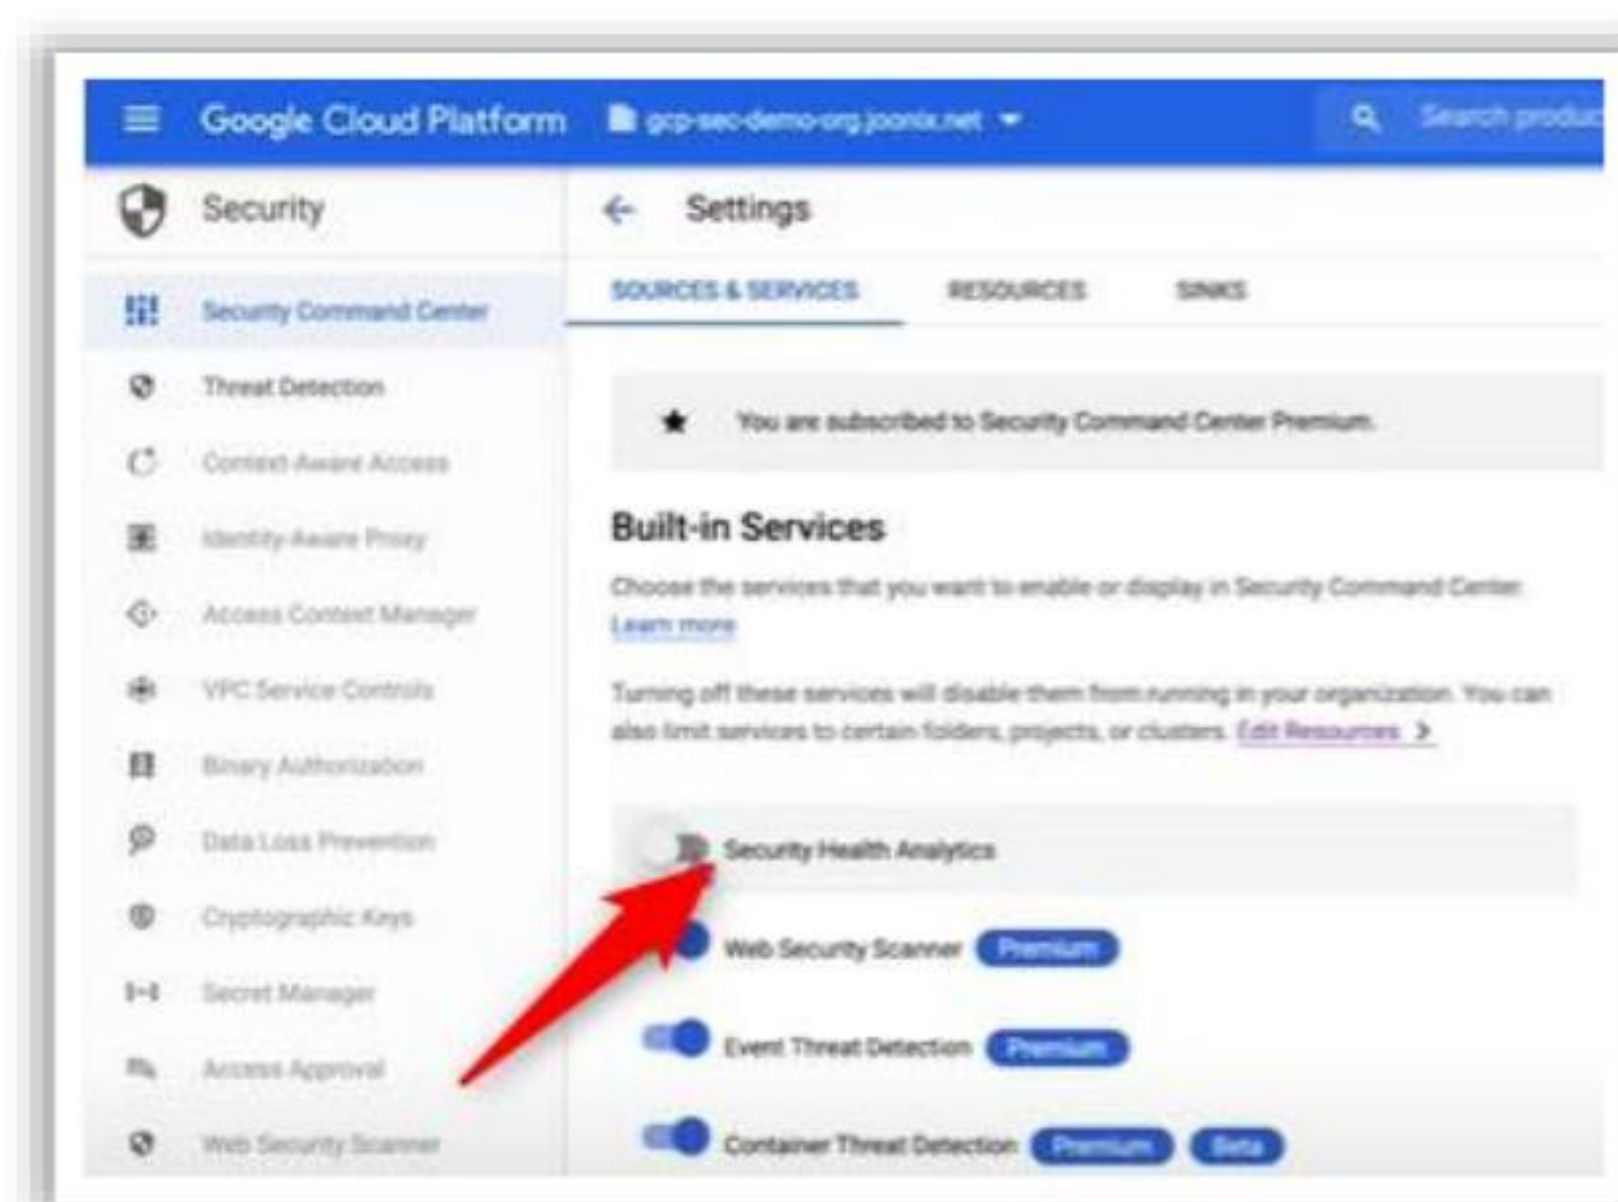 Google Cloud Platform
gcp-sec-demo-org.joonix.net
Search produc
Security
Settings
Security Command Center
Threat Detection
Context-Aware Access
Identity-Aware Proxy
Access Context Manager
VPC Service Controls
Binary Authorization
Data Loss Prevention
Cryptographic Keys
Secret Manager
Access Approval
Web Security Scanner
SOURCES & SERVICES
RESOURCES
SINKS
You are subscribed to Security Command Center Premium.
Built-in Services
Choose the services that you want to enable or display in Security Command Center.
Learn more
Turning off these services will disable them from running in your organization. You can
also limit services to certain folders, projects, or clusters. Edit Resources
Security Health Analytics
Web Security Scanner Premium
Event Threat Detection Premium
Container Threat Detection Premium Beta